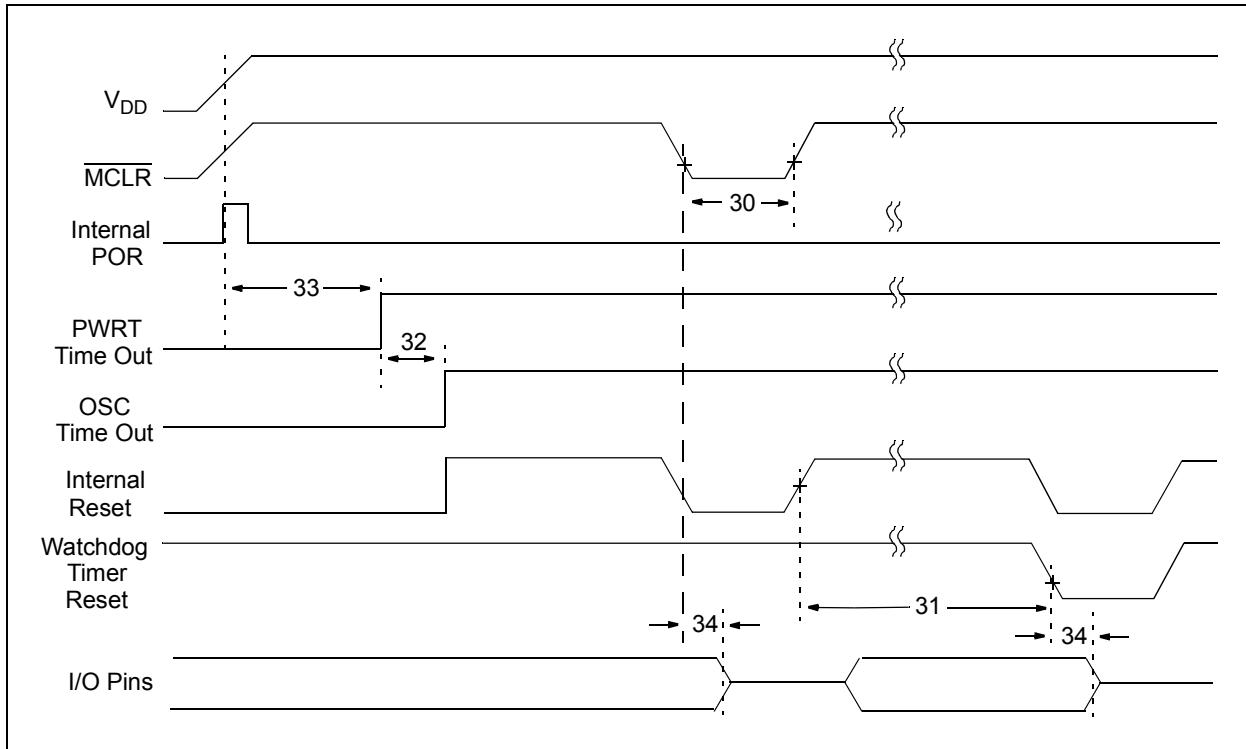 VDD
MCLR
30
Internal
POR
33
PWRT
Time Out
32
OSC
Time Out
Internal
Reset
Watchdog
Timer
Reset
31
34
34
I/O Pins